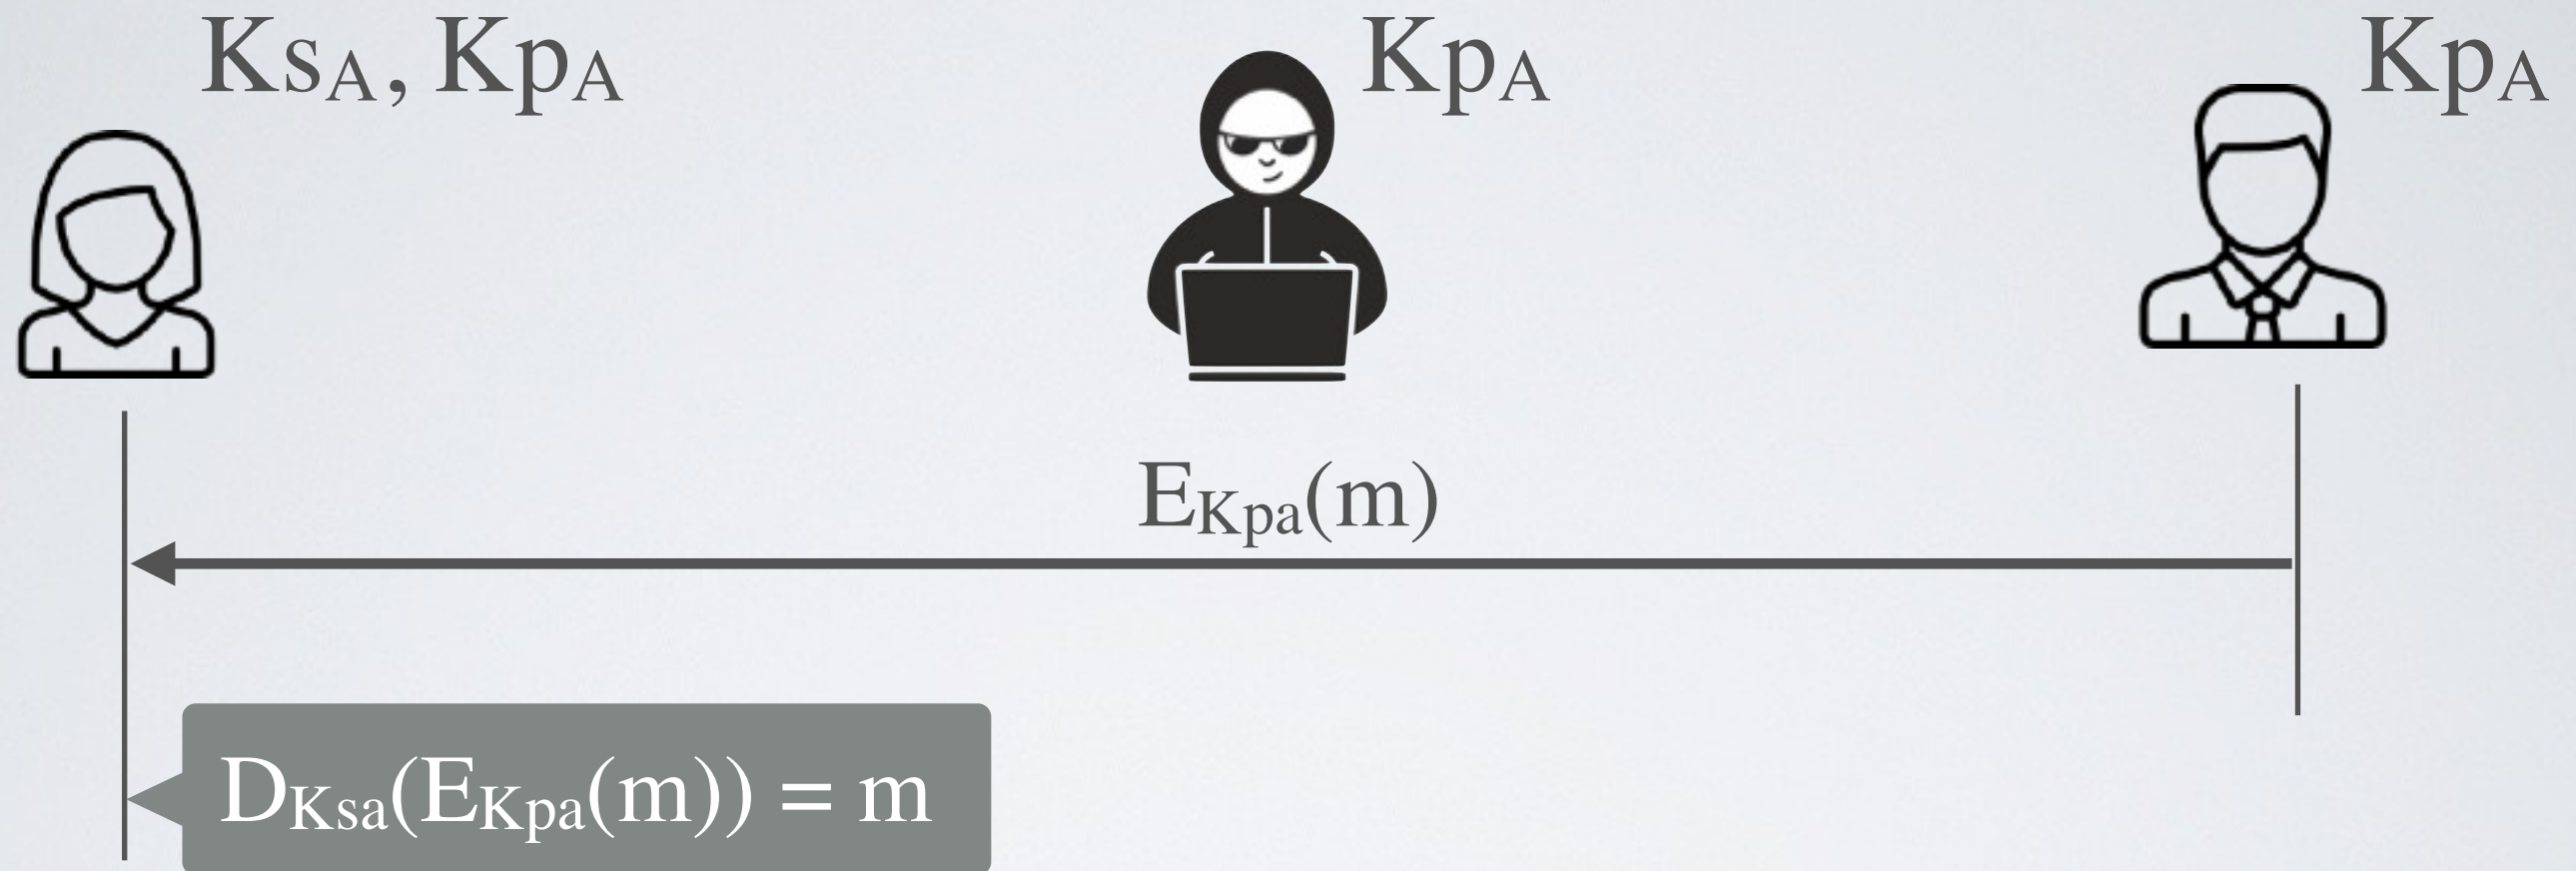 KsA, KpA
KpA
KpA
EKpa(m)
DKsa(EKpa(m)) = m